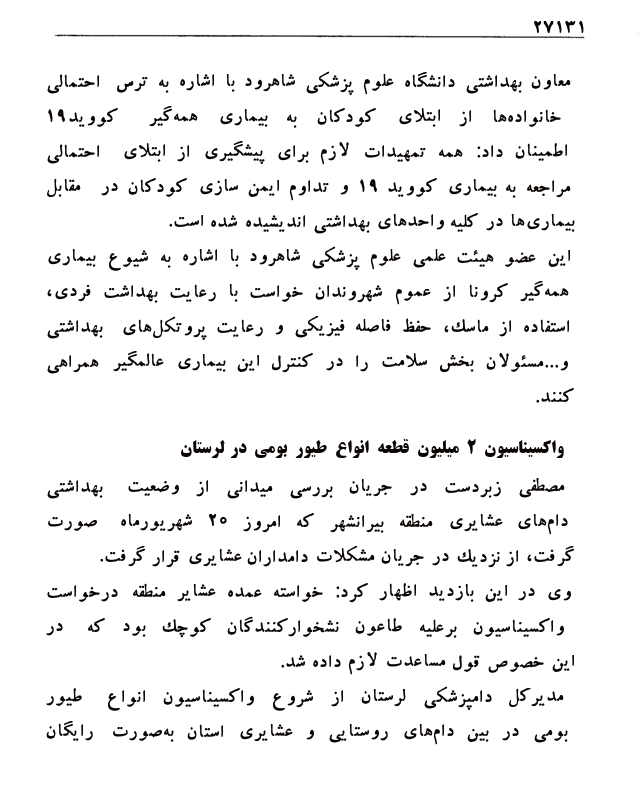 ۲۷۱۳۱
معاون بهداشتی دانشگاه علوم پزشکی شاهرود با اشاره به ترس احتمالی
خانواده‌ها از ابتلای کودکان به بیماری همه‌گیر کووید۱۹
اطمینان داد: همه تمهیدات لازم برای پیشگیری از ابتلای احتمالی
مراجعه به بیماری کووید ۱۹ و تداوم ایمن سازی کودکان در مقابل
بیماری‌ها در کلیه واحدهای بهداشتی اندیشیده شده است.
این عضو هیئت علمی علوم پزشکی شاهرود با اشاره به شیوع بیماری
همه‌گیر کرونا از عموم شهروندان خواست با رعایت بهداشت فردی،
استفاده از ماسك، حفظ فاصله فیزیکی و رعایت پروتکل‌های بهداشتی
و...مسئولان بخش سلامت را در کنترل این بیماری عالمگیر همراهی
کنند.
واکسیناسیون ۲ میلیون قطعه انواع طیور بومی در لرستان
مصطفی زبردست در جریان بررسی میدانی از وضعیت بهداشتی
دام‌های عشایری منطقه بیرانشهر که امروز ۲۵ شهریورماه صورت
گرفت، از نزدیك در جریان مشکلات دامداران عشایری قرار گرفت.
وی در این بازدید اظهار کرد: خواسته عمده عشایر منطقه درخواست
واکسیناسیون برعلیه طاعون نشخوارکنندگان کوچك بود که در
این خصوص قول مساعدت لازم داده شد.
مدیرکل دامپزشکی لرستان از شروع واکسیناسیون انواع طیور
بومی در بین دام‌های روستایی و عشایری استان به‌صورت رایگان